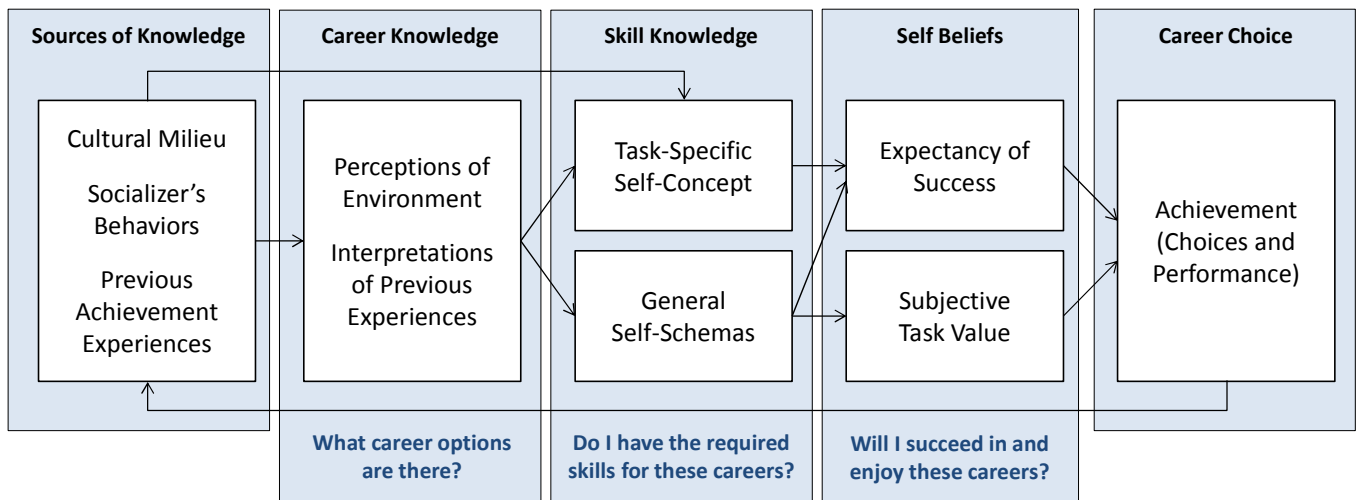 Sources of Knowledge
Cultural Milieu
Socializer's
Behaviors
Previous
Achievement
Experiences
Career Knowledge
Perceptions of
Environment
Interpretations
of Previous
Experiences
What career options
are there?
Skill Knowledge
Task-Specific
Self-Concept
General
Self-Schemas
Do I have the required
skills for these careers?
Self Beliefs
Expectancy of
Success
Subjective
Task Value
Will I succeed in and
enjoy these careers?
Career Choice
Achievement
(Choices and
Performance)